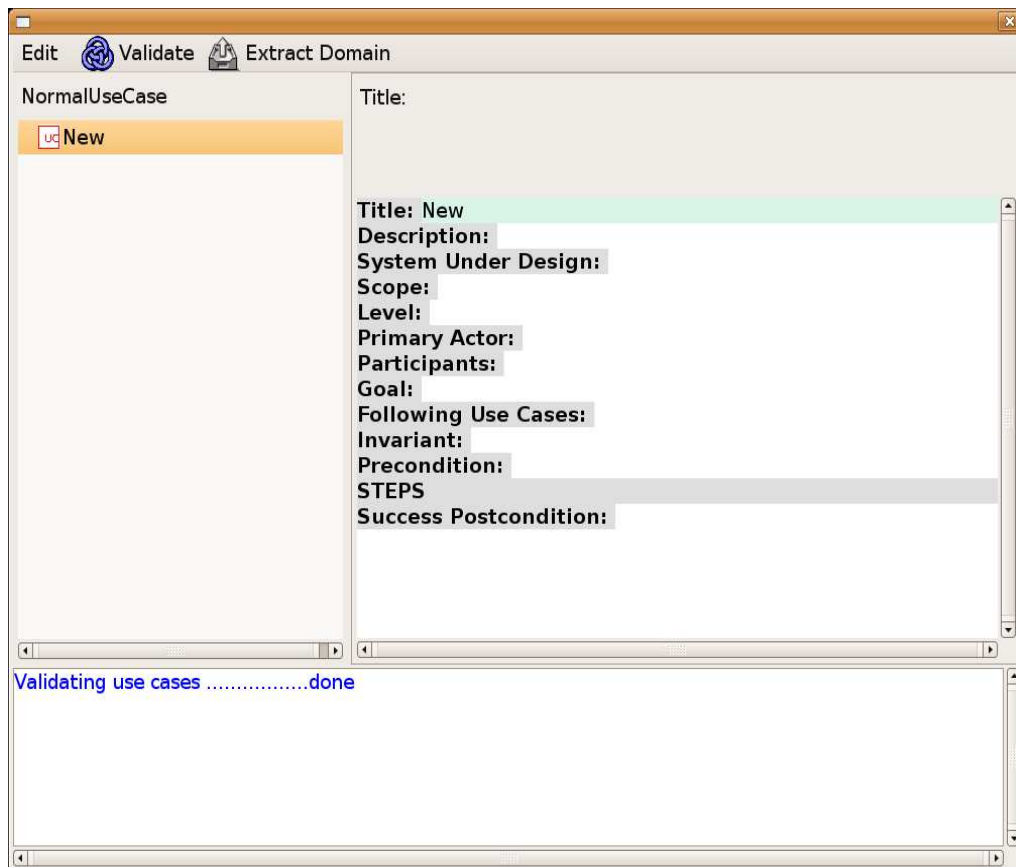 Edit Validate Extract Domain
NormalUseCase
UC New
Title:
Title: New
Description:
System Under Design:
Scope:
Level:
Primary Actor:
Participants:
Goal:
Following Use Cases:
Invariant:
Precondition:
STEPS
Success Postcondition:
Validating use cases .................done